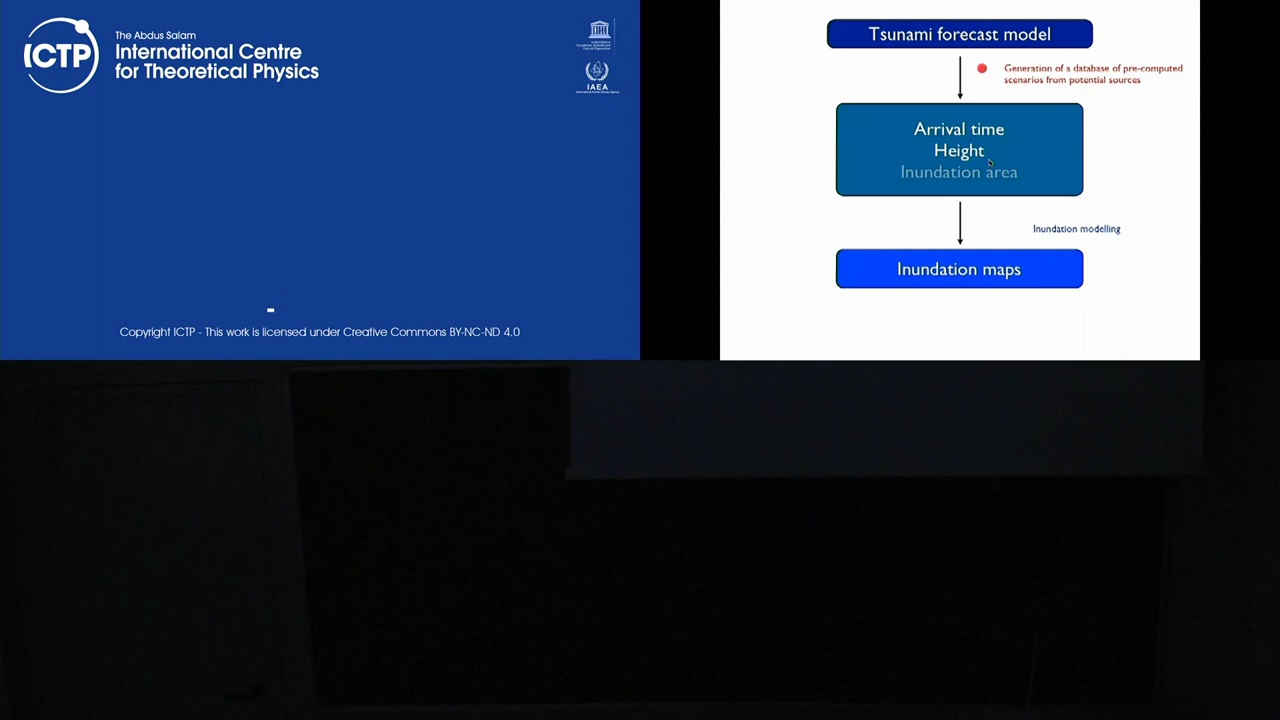 ICTP
The Abdus Salam
International Centre
for Theoretical Physics
IAEA
Copyright ICTP - This work is licensed under Creative Commons BY-NC-ND 4.0
Tsunami forecast model
Generation of a database of pre-computed
scenarios from potential sources
Arrival time
Height
Inundation area
Inundation modelling
Inundation maps